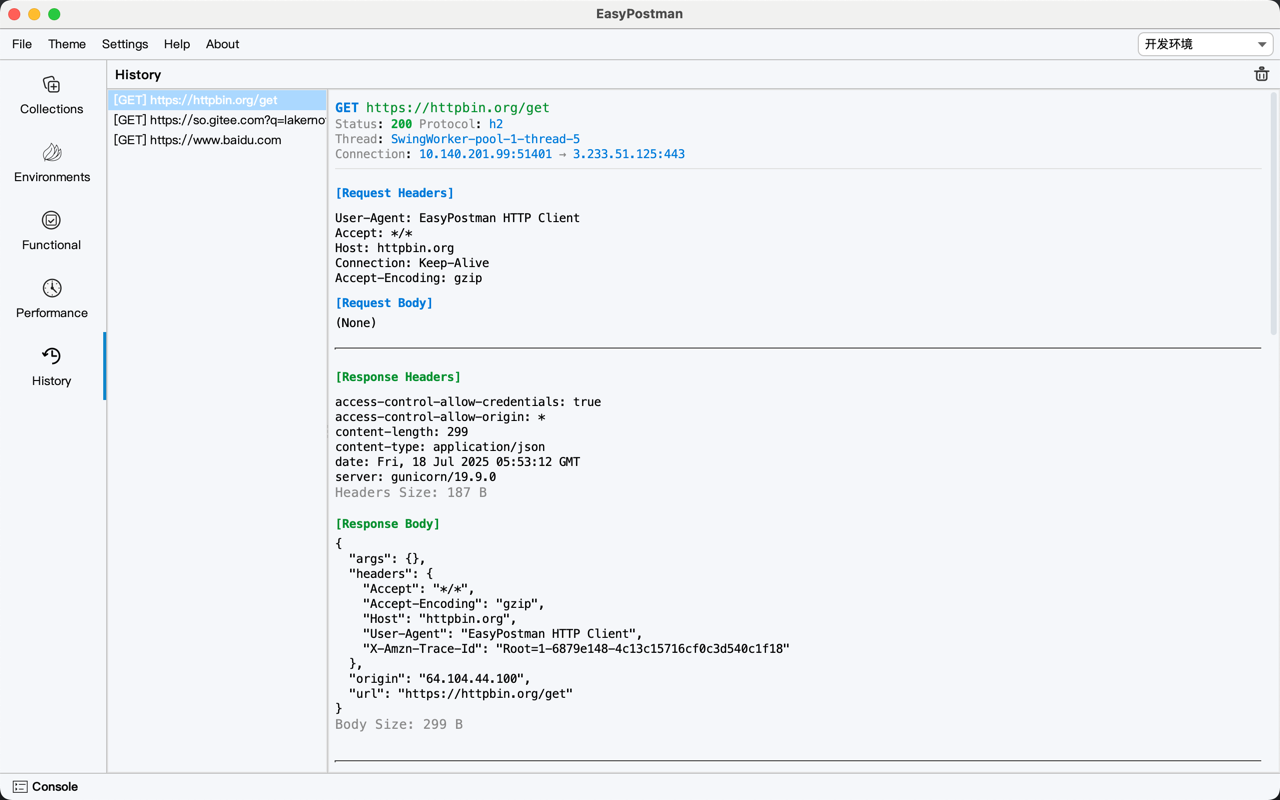 EasyPostman
File Theme Settings Help About
开发环境
Collections
Environments
Functional
Performance
History
History
[GET] https://httpbin.org/get
[GET] https://so.gitee.com?q=lakerno
[GET] https://www.baidu.com
GET https://httpbin.org/get
Status: 200 Protocol: h2
Thread: SwingWorker-pool-1-thread-5
Connection: 10.140.201.99:51401 → 3.233.51.125:443
[Request Headers]
User-Agent: EasyPostman HTTP Client
Accept: */*
Host: httpbin.org
Connection: Keep-Alive
Accept-Encoding: gzip
[Request Body]
(None)
[Response Headers]
access-control-allow-credentials: true
access-control-allow-origin: *
content-length: 299
content-type: application/json
date: Fri, 18 Jul 2025 05:53:12 GMT
server: gunicorn/19.9.0
Headers Size: 187 B
[Response Body]
{
"args": {},
"headers": {
"Accept": "*/*",
"Accept-Encoding": "gzip",
"Host": "httpbin.org",
"User-Agent": "EasyPostman HTTP Client",
"X-Amzn-Trace-Id": "Root=1-6879e148-4c13c15716cf0c3d540c1f18"
},
"origin": "64.104.44.100",
"url": "https://httpbin.org/get"
}
Body Size: 299 B
Console